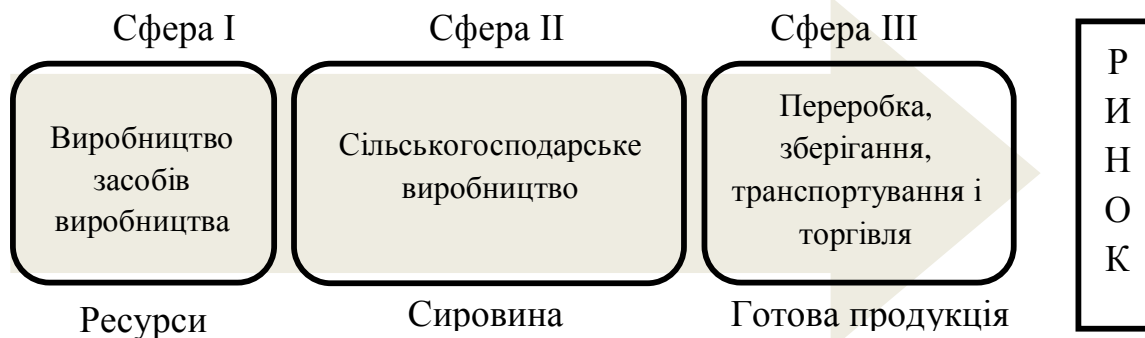 Сфера I
Сфера II
Сфера III
Виробництво
засобів
виробництва
Сільськогосподарське
виробництво
Переробка,
зберігання,
транспортування і
торгівля
Ресурси
Сировина
Готова продукція
Р
И
Н
О
К